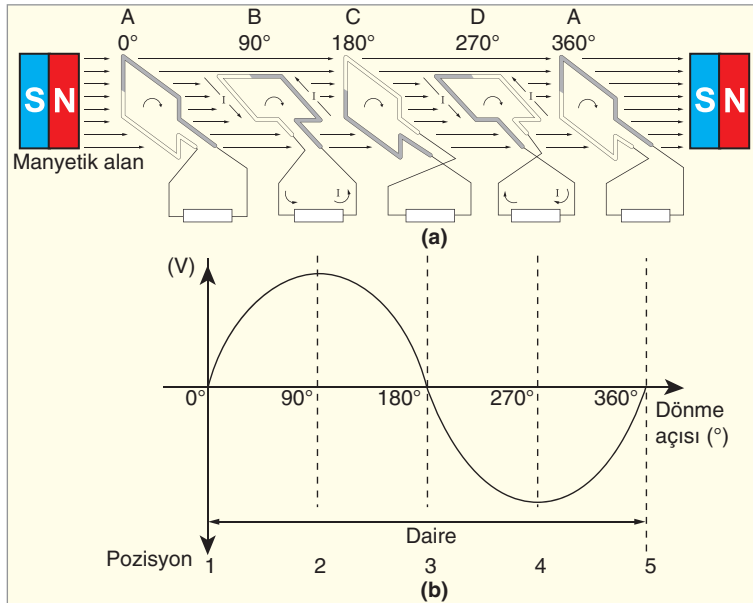 A B C D A
0° 90° 180° 270° 360°
S N I I I I S N
Manyetik alan
I I
(a)
(V)
0° 90° 180° 270° 360° Dönme
açısı (°)
Daire
Pozisyon 1 2 3 4 5
(b)